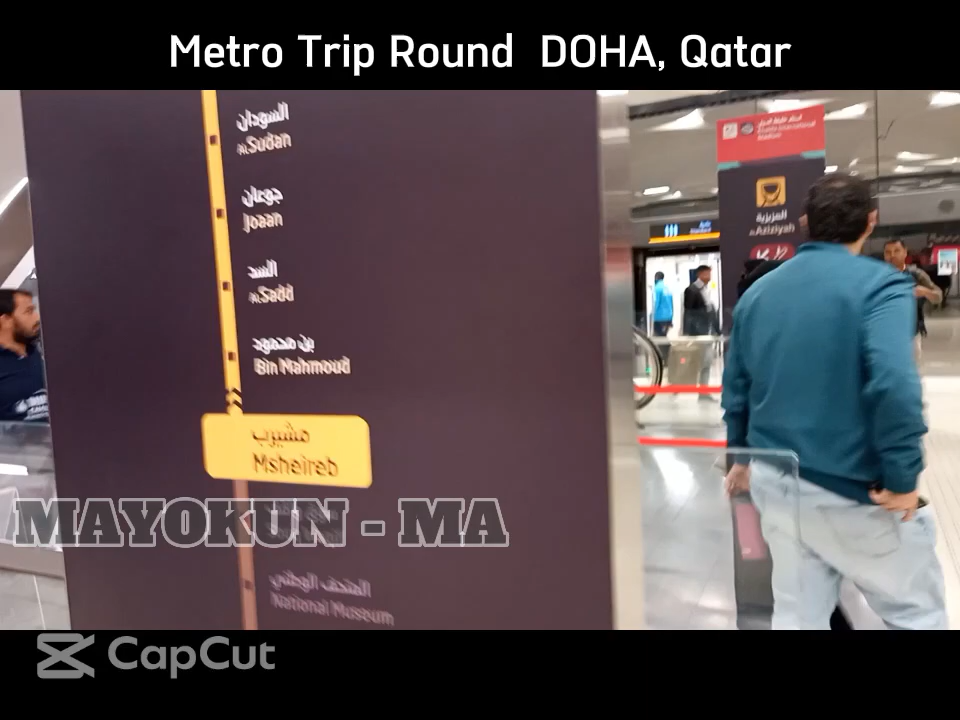 Metro Trip Round DOHA, Qatar
السودان
Al Sudan
جوعان
Joaan
السد
Al Sadd
بن محمود
Bin Mahmoud
مشيرب
Msheireb
المتحف الوطني
National Museum
العزيزية
Al Aziziyah
MAYOKUN - MA
CapCut